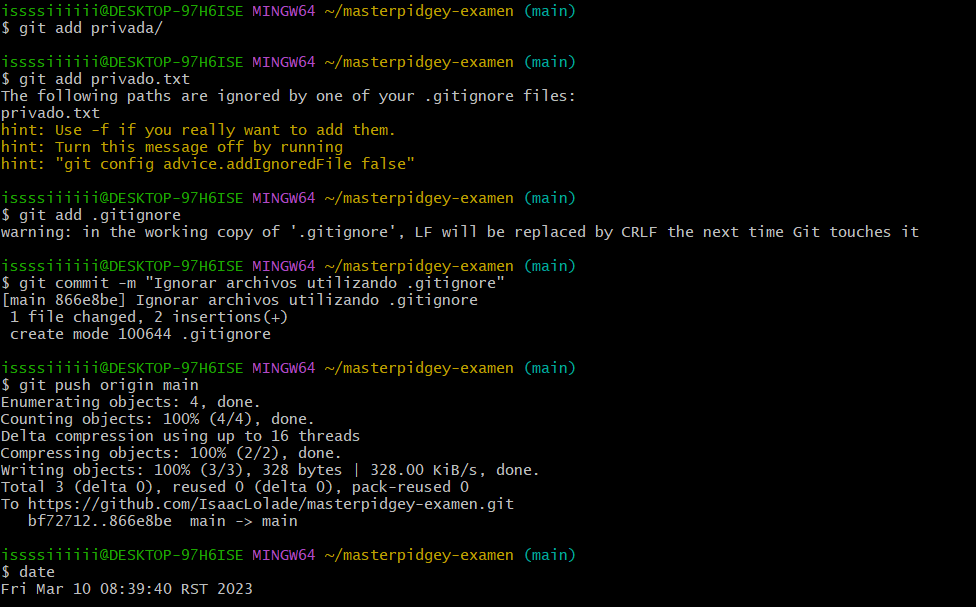 issssiiiiii@DESKTOP-97H6ISE MINGW64 ~/masterpidgey-examen (main)
$ git add privada/
issssiiiiii@DESKTOP-97H6ISE MINGW64 ~/masterpidgey-examen (main)
$ git add privado.txt
The following paths are ignored by one of your .gitignore files:
privado.txt
hint: Use -f if you really want to add them.
hint: Turn this message off by running
hint: "git config advice.addIgnoredFile false"
issssiiiiii@DESKTOP-97H6ISE MINGW64 ~/masterpidgey-examen (main)
$ git add .gitignore
warning: in the working copy of '.gitignore', LF will be replaced by CRLF the next time Git touches it
issssiiiiii@DESKTOP-97H6ISE MINGW64 ~/masterpidgey-examen (main)
$ git commit -m "Ignorar archivos utilizando .gitignore"
[main 866e8be] Ignorar archivos utilizando .gitignore
 1 file changed, 2 insertions(+)
 create mode 100644 .gitignore
issssiiiiii@DESKTOP-97H6ISE MINGW64 ~/masterpidgey-examen (main)
$ git push origin main
Enumerating objects: 4, done.
Counting objects: 100% (4/4), done.
Delta compression using up to 16 threads
Compressing objects: 100% (2/2), done.
Writing objects: 100% (3/3), 328 bytes | 328.00 KiB/s, done.
Total 3 (delta 0), reused 0 (delta 0), pack-reused 0
To https://github.com/IsaacLolade/masterpidgey-examen.git
   bf72712..866e8be  main -> main
issssiiiiii@DESKTOP-97H6ISE MINGW64 ~/masterpidgey-examen (main)
$ date
Fri Mar 10 08:39:40 RST 2023